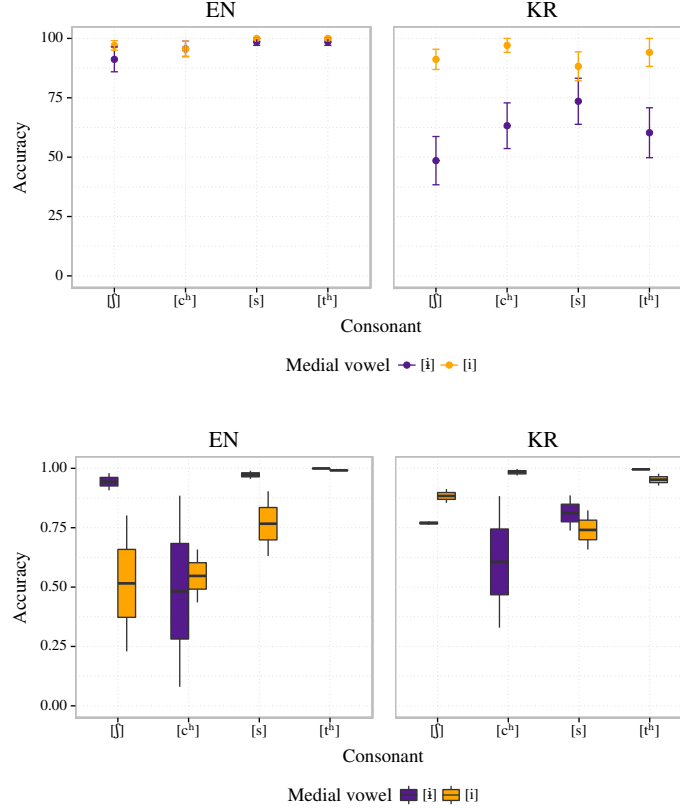 EN KR
100
75
50
25
0
Accuracy
[ʃ] [cʰ] [s] [tʰ] [ʃ] [cʰ] [s] [tʰ]
Consonant
Medial vowel [ɨ] [i]
EN KR
1.00
0.75
0.50
0.25
0.00
Accuracy
[ʃ] [cʰ] [s] [tʰ] [ʃ] [cʰ] [s] [tʰ]
Consonant
Medial vowel [ɨ] [i]